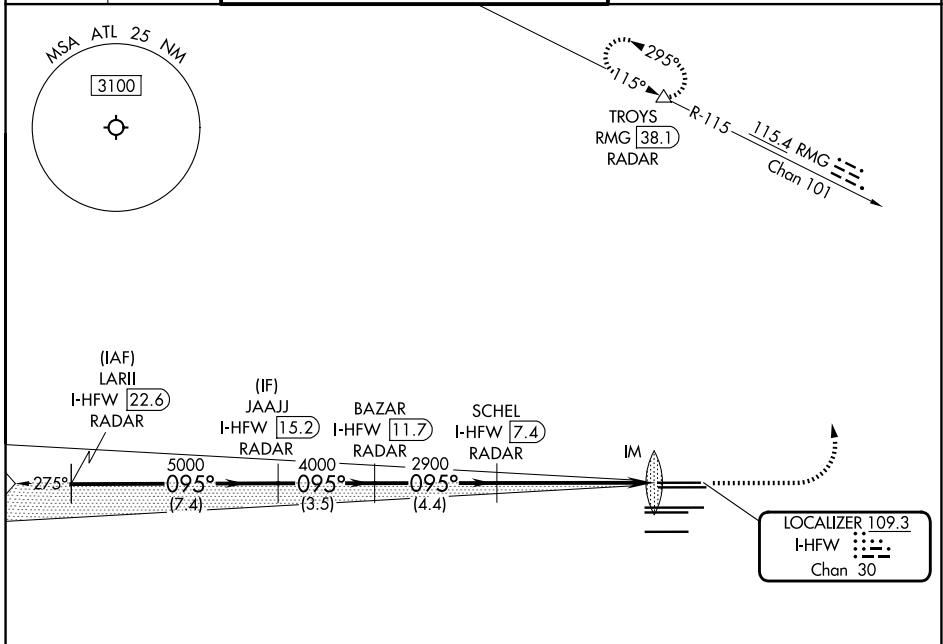 MSA ATL 25 NM
3100
295°
115°
TROYS
RMG 38.1
RADAR
R-115
115.4 RMG
Chan 101
(IAF)
LARII
I-HFW 22.6
RADAR
(IF)
JAAJJ
I-HFW 15.2
RADAR
BAZAR
I-HFW 11.7
RADAR
SCHEL
I-HFW 7.4
RADAR
IM
275°
5000
095°
(7.4)
4000
095°
(3.5)
2900
095°
(4.4)
LOCALIZER 109.3
I-HFW
Chan 30